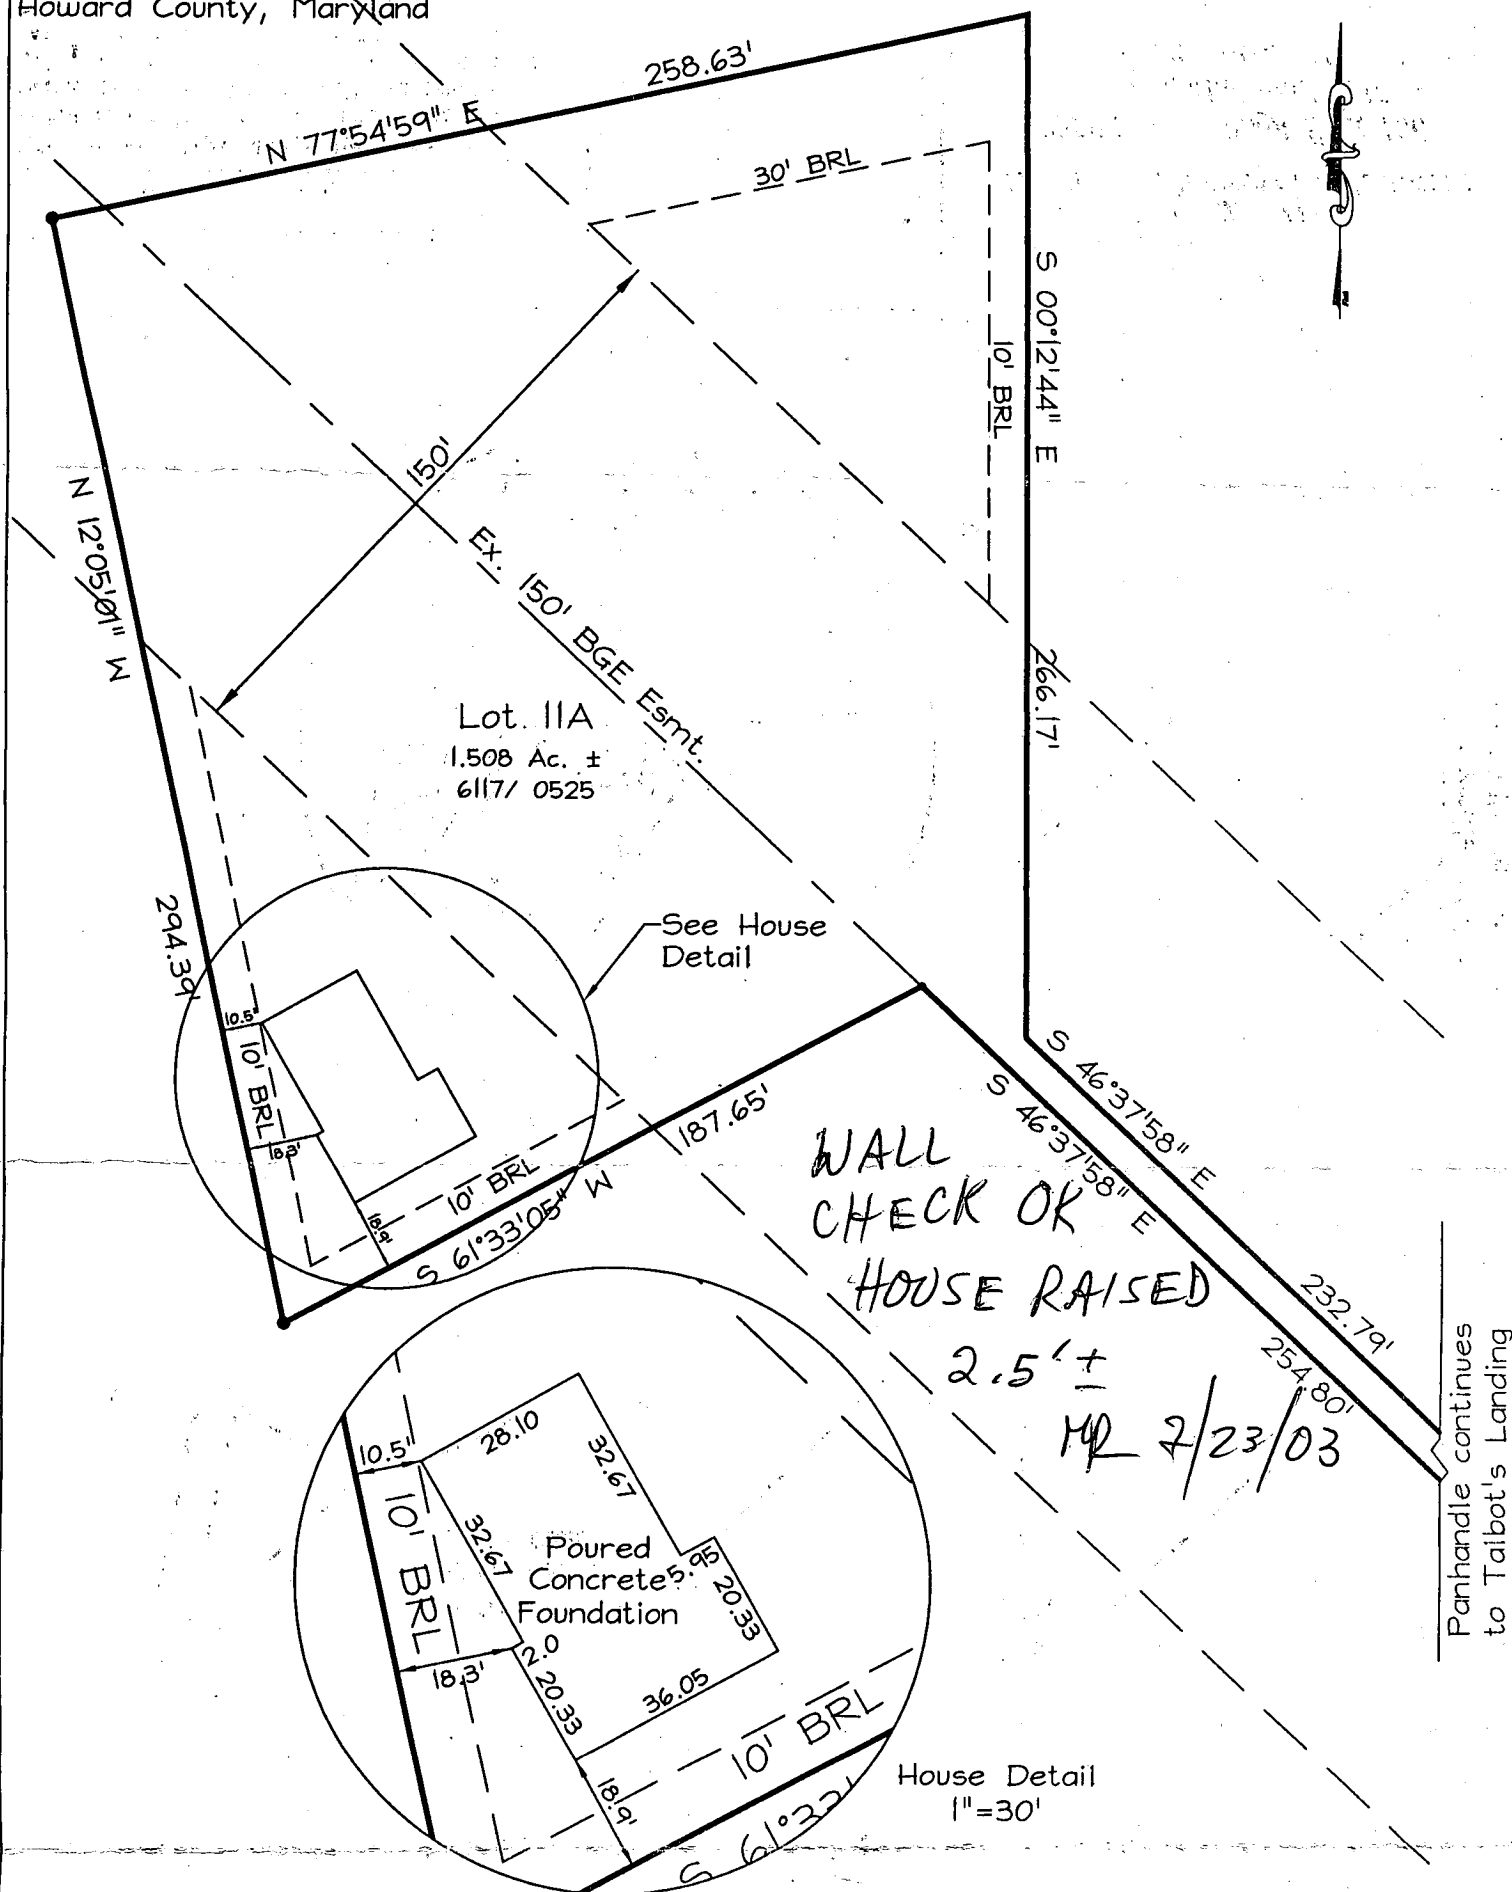 Howard County, Maryland
N 77°54'59" E
258.63'
30' BRL
10' BRL
S 00°12'44" E
266.17'
150'
N 12°05'01" W
294.39'
Ex. 150' BGE Esmt.
Lot 11A
1.508 Ac. ±
6117/ 0525
See House
Detail
10.5'
10' BRL
18.3'
18.9'
10' BRL
S 61°33'05" W
187.65'
S 46°37'58" E
232.79'
S 46°37'58" E
254.80'
WALL
CHECK OK
HOUSE RAISED
2.5' ±
MR 7/23/03
Panhandle continues
to Talbot's Landing
10.5'
28.10
32.67
10' BRL
32.67
Poured
Concrete
Foundation
5.95
20.33
2.0
18.3'
20.33
36.05
10' BRL
18.9'
S 61°33'
House Detail
1"=30'